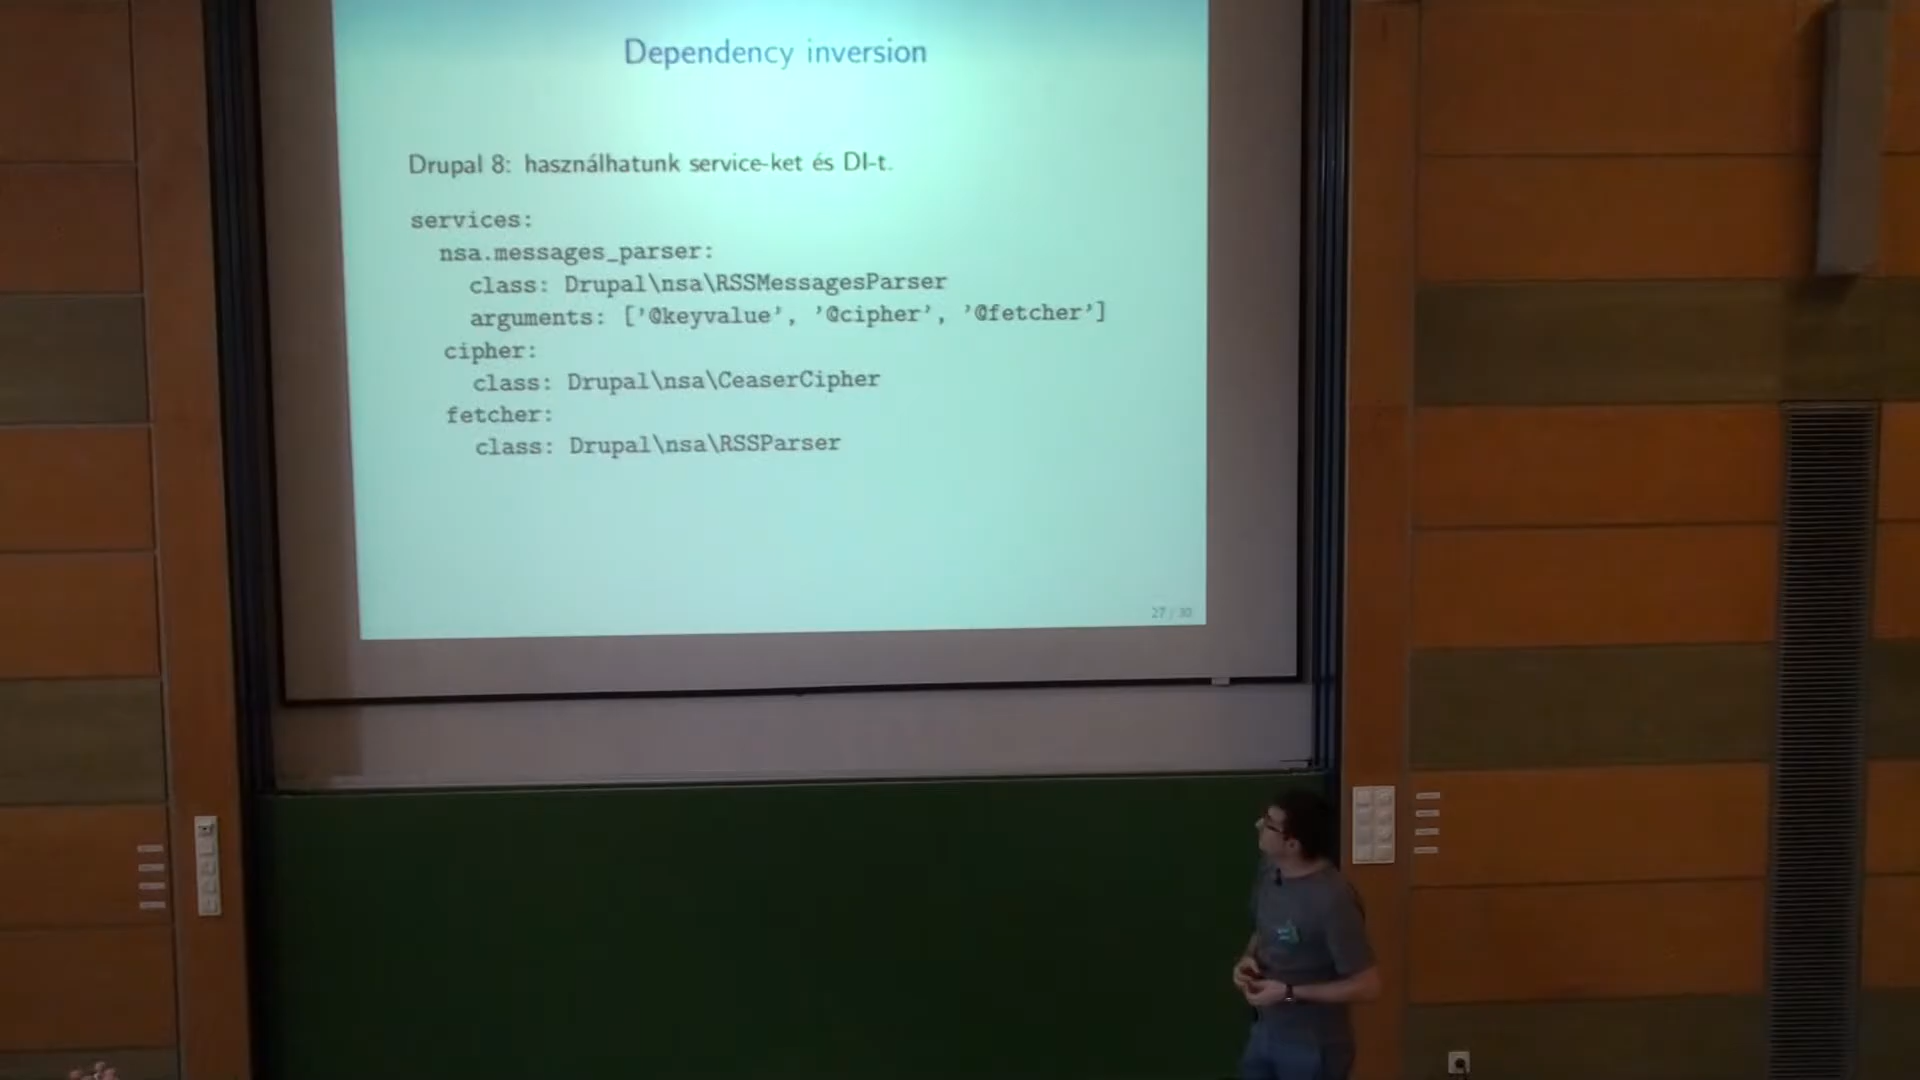 Dependency inversion
Drupal 8: használhatunk service-ket és DI-t.
services:
nsa.messages_parser:
class: Drupal\nsa\RSSMessagesParser
arguments: ['@keyvalue', '@cipher', '@fetcher']
cipher:
class: Drupal\nsa\CeaserCipher
fetcher:
class: Drupal\nsa\RSSParser
27 / 30